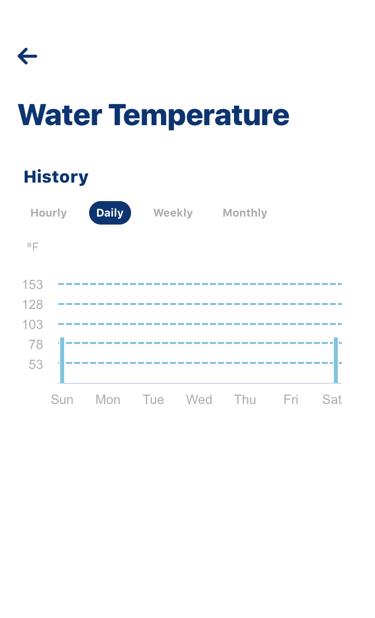 Water Temperature
History
Hourly Daily Weekly Monthly
°F
153
128
103
78
53
Sun Mon Tue Wed Thu Fri Sat